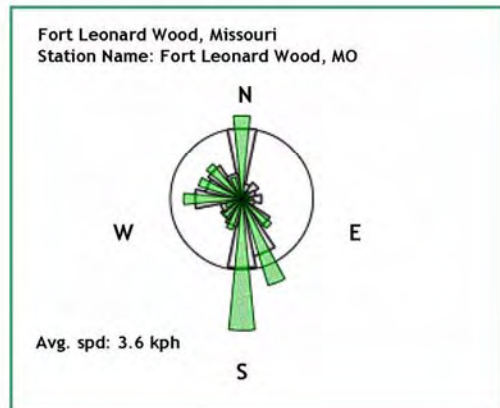 Fort Leonard Wood, Missouri
Station Name: Fort Leonard Wood, MO
N
W
E
Avg. spd: 3.6 kph
S